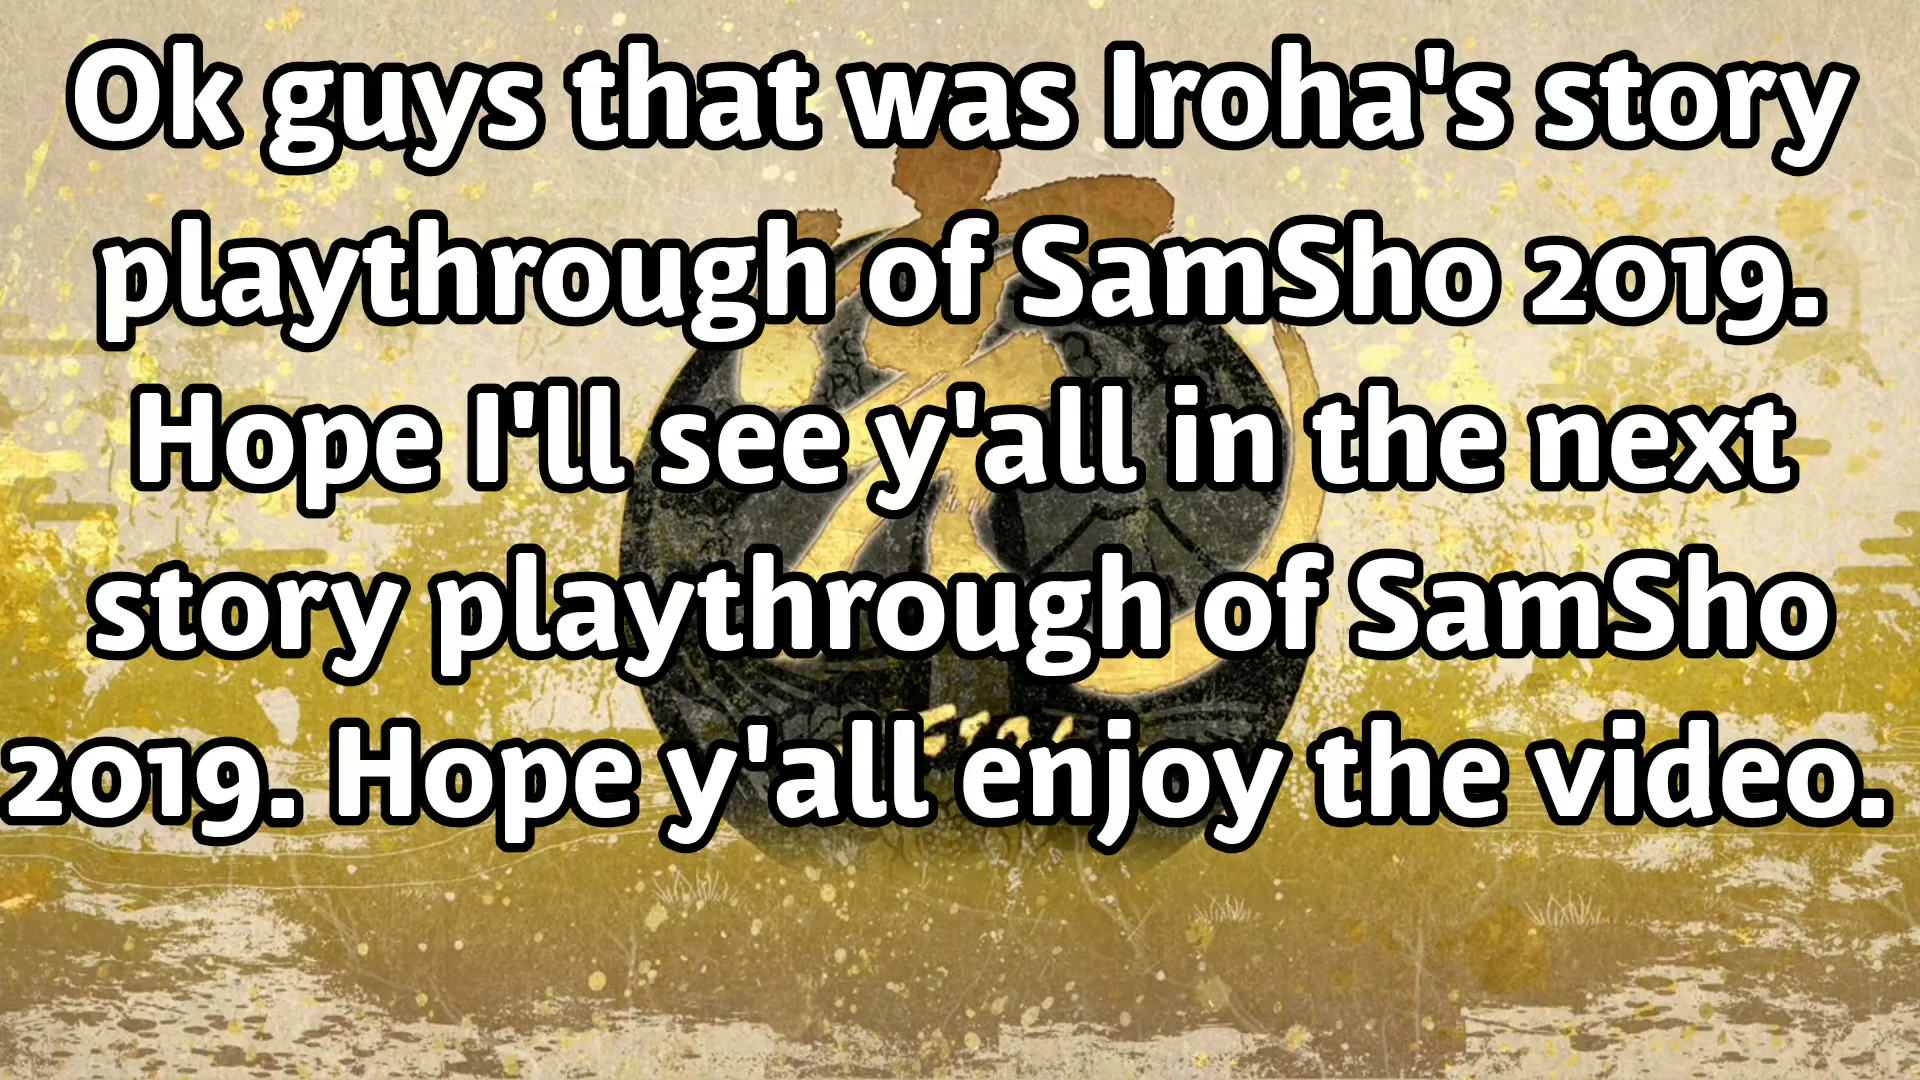 Ok guys that was Iroha's story
playthrough of SamSho 2019.
Hope I'll see y'all in the next
story playthrough of SamSho
2019. Hope y'all enjoy the video.